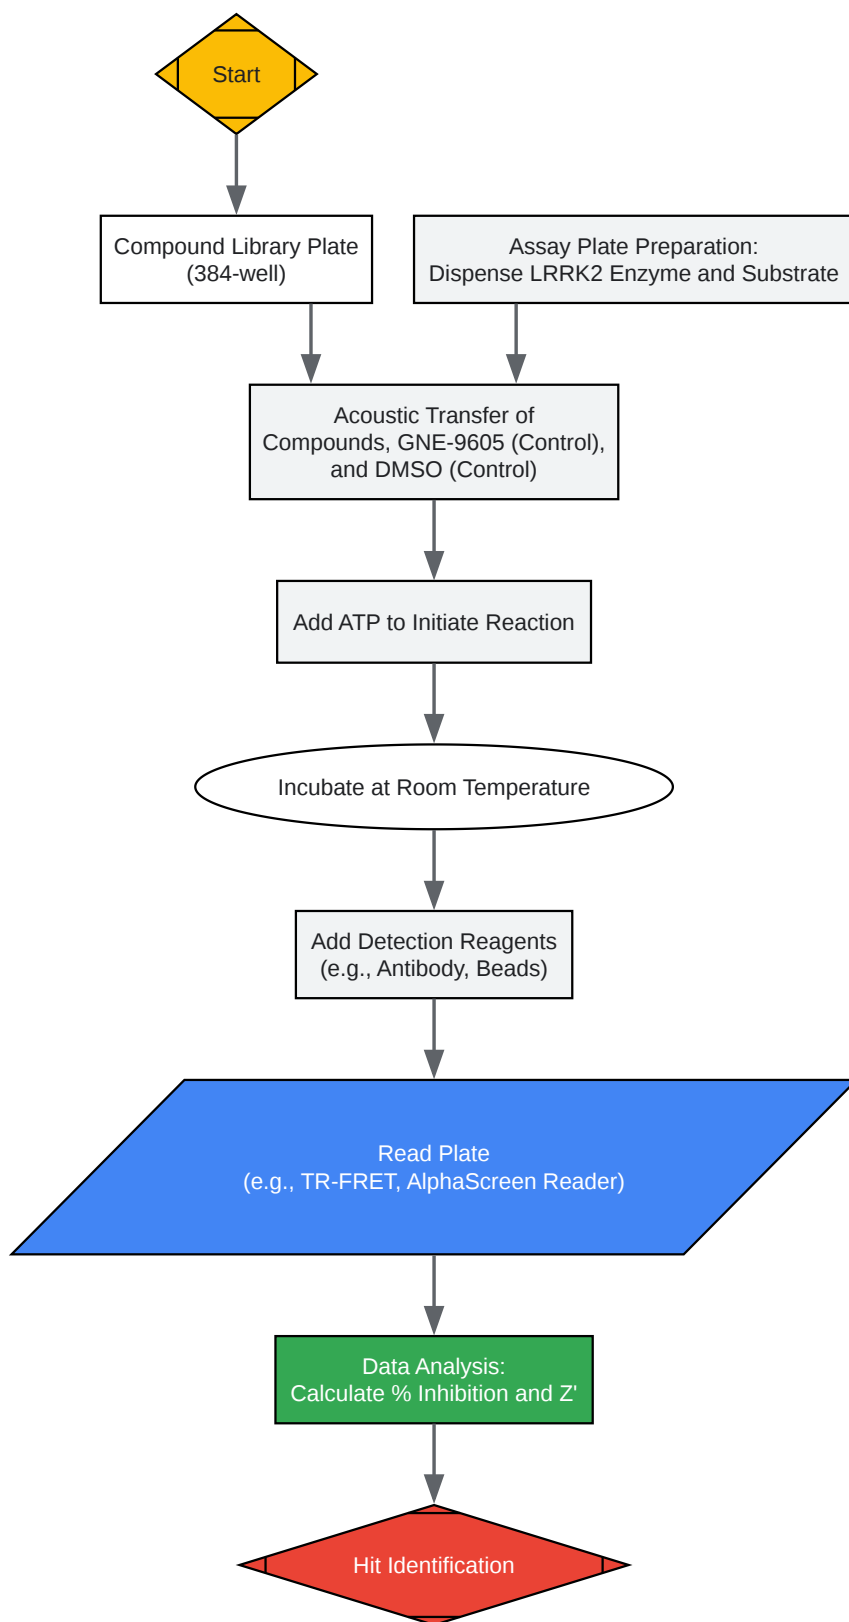 Start
Compound Library Plate
(384-well)
Assay Plate Preparation:
Dispense LRRK2 Enzyme and Substrate
Acoustic Transfer of
Compounds, GNE-9605 (Control),
and DMSO (Control)
Add ATP to Initiate Reaction
Incubate at Room Temperature
Add Detection Reagents
(e.g., Antibody, Beads)
Read Plate
(e.g., TR-FRET, AlphaScreen Reader)
Data Analysis:
Calculate % Inhibition and Z'
Hit Identification